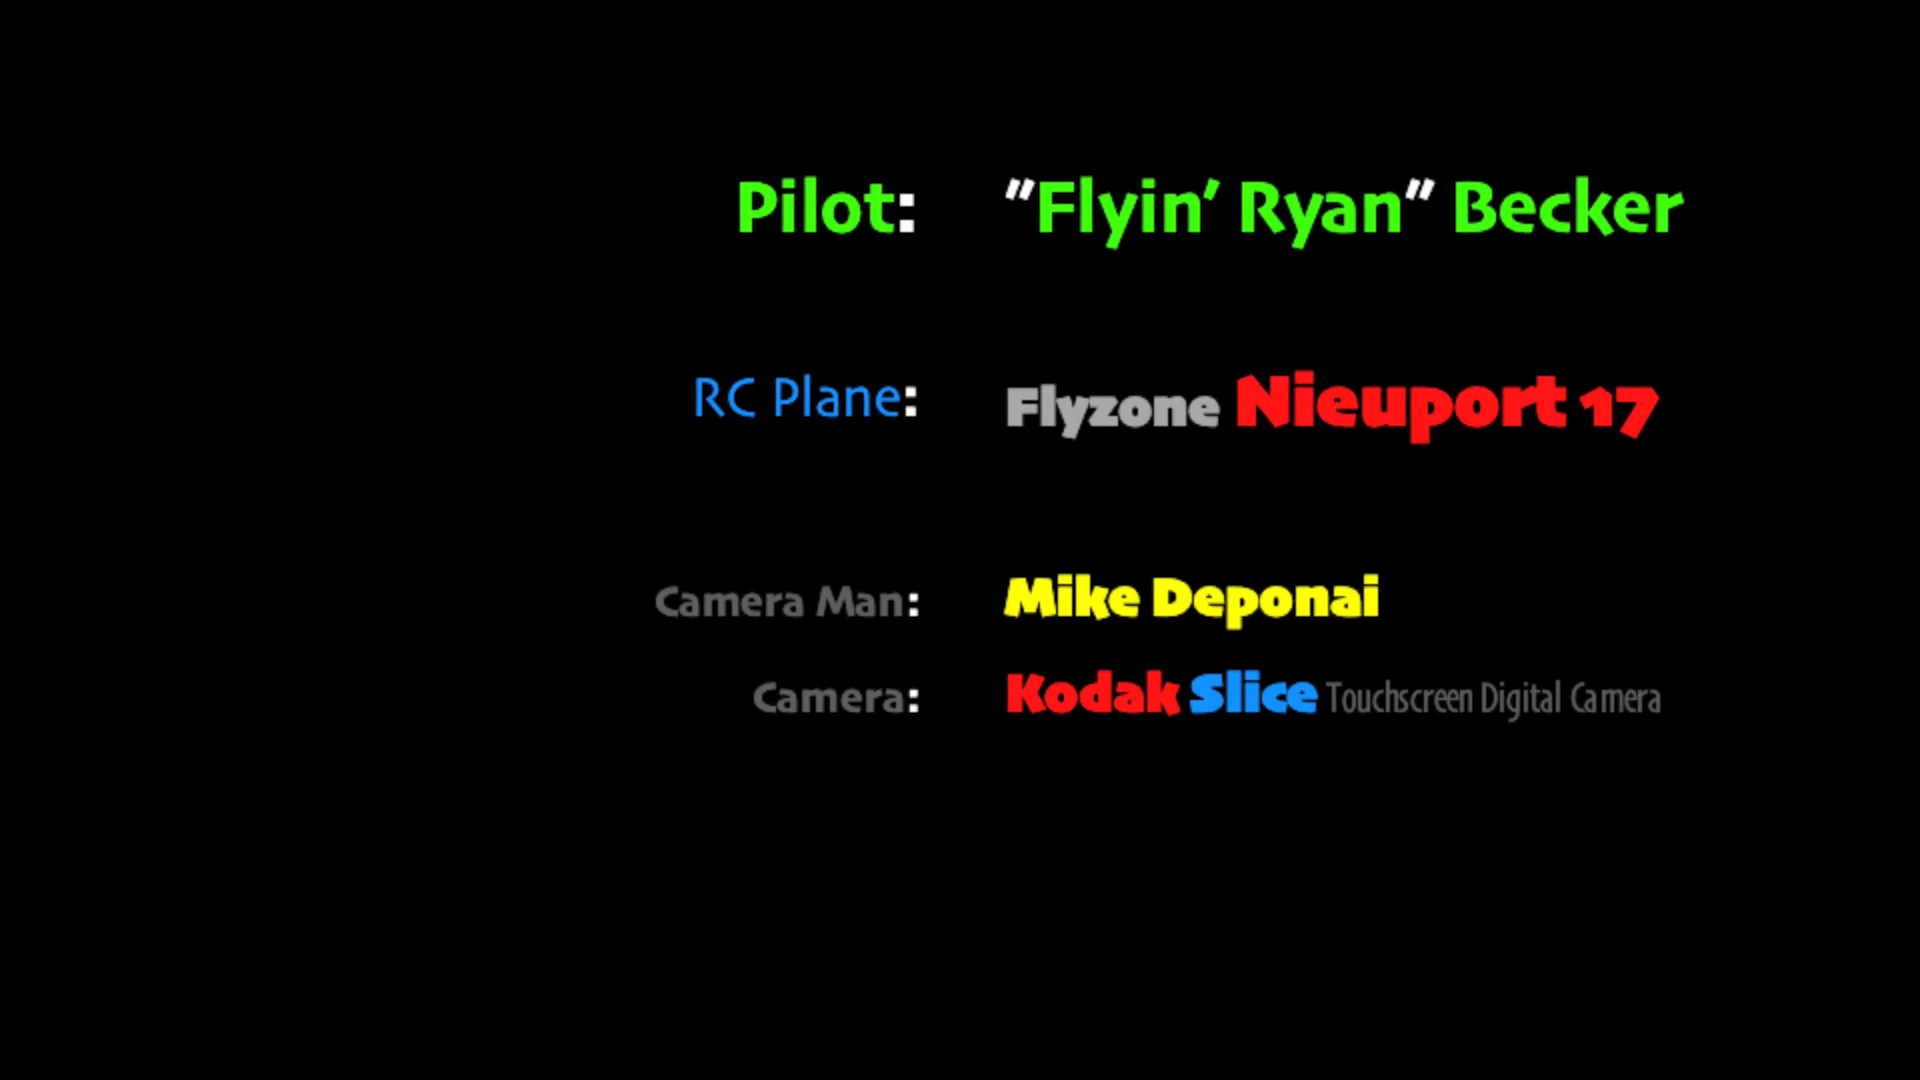 Pilot: "Flyin' Ryan" Becker
RC Plane: Flyzone Nieuport 17
Camera Man: Mike Deponai
Camera: Kodak Slice Touchscreen Digital Camera